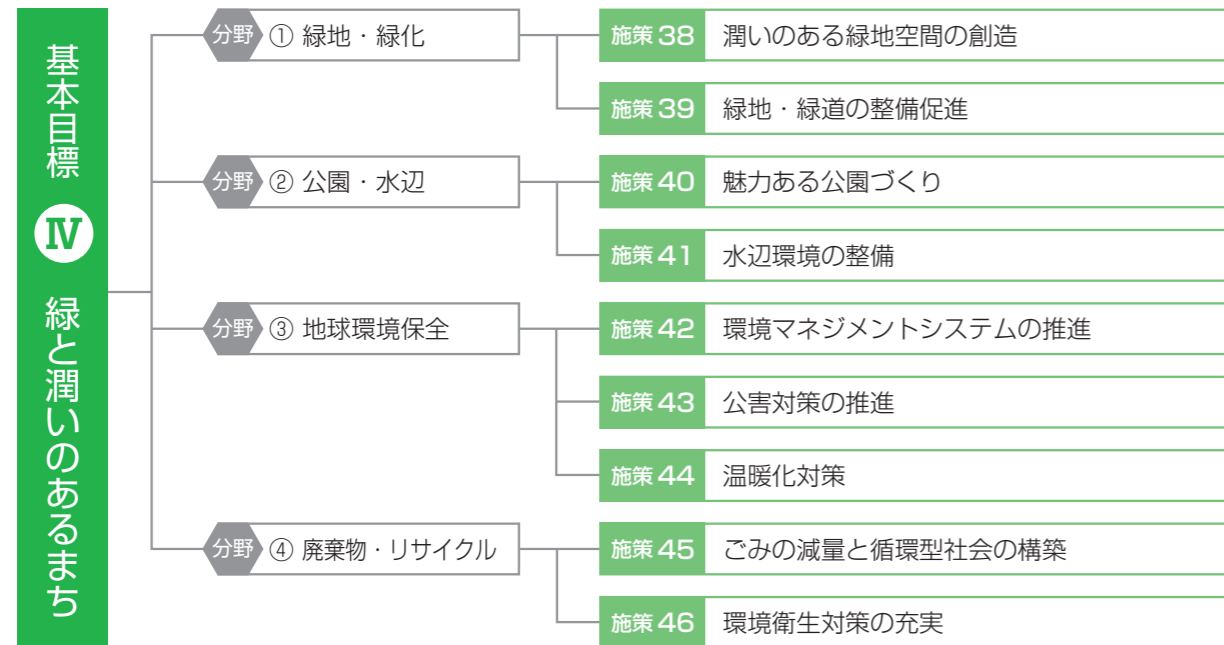 基本目標 Ⅳ 緑と潤いのあるまち
分野 ① 緑地・緑化
施策 38 潤いのある緑地空間の創造
施策 39 緑地・緑道の整備促進
分野 ② 公園・水辺
施策 40 魅力ある公園づくり
施策 41 水辺環境の整備
分野 ③ 地球環境保全
施策 42 環境マネジメントシステムの推進
施策 43 公害対策の推進
施策 44 温暖化対策
分野 ④ 廃棄物・リサイクル
施策 45 ごみの減量と循環型社会の構築
施策 46 環境衛生対策の充実